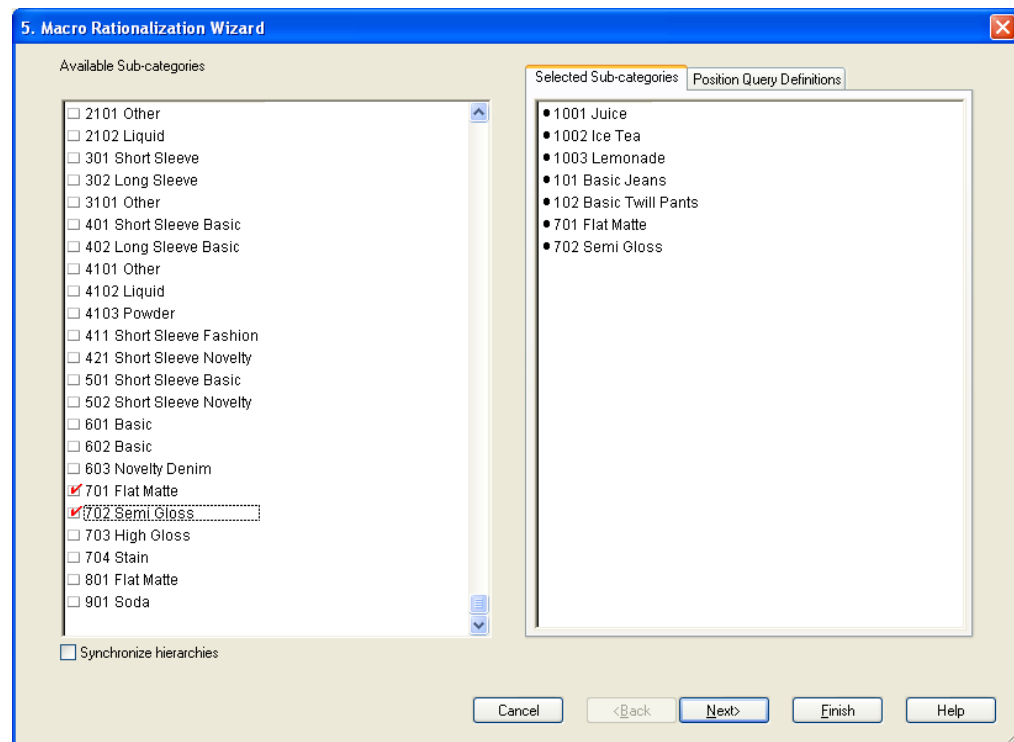 5. Macro Rationalization Wizard
Available Sub-categories
2101 Other
2102 Liquid
301 Short Sleeve
302 Long Sleeve
3101 Other
401 Short Sleeve Basic
402 Long Sleeve Basic
4101 Other
4102 Liquid
4103 Powder
411 Short Sleeve Fashion
421 Short Sleeve Novelty
501 Short Sleeve Basic
502 Short Sleeve Novelty
601 Basic
602 Basic
603 Novelty Denim
701 Flat Matte
702 Semi Gloss
703 High Gloss
704 Stain
801 Flat Matte
901 Soda
Synchronize hierarchies
Selected Sub-categories Position Query Definitions
1001 Juice
1002 Ice Tea
1003 Lemonade
101 Basic Jeans
102 Basic Twill Pants
701 Flat Matte
702 Semi Gloss
Cancel <Back Next> Finish Help